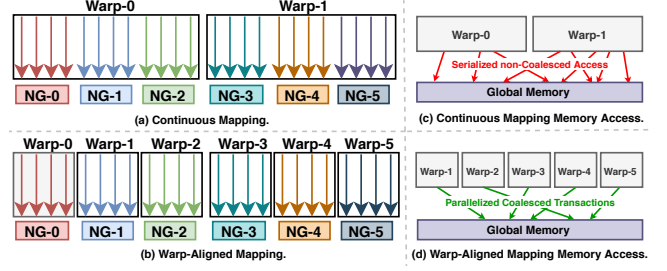 Warp-0 Warp-1
NG-0 NG-1 NG-2 NG-3 NG-4 NG-5
(a) Continuous Mapping.
Warp-0 Warp-1
Serialized non-Coalesced Access
Global Memory
(c) Continuous Mapping Memory Access.
Warp-0 Warp-1 Warp-2 Warp-3 Warp-4 Warp-5
NG-0 NG-1 NG-2 NG-3 NG-4 NG-5
(b) Warp-Aligned Mapping.
Warp-1 Warp-2 Warp-3 Warp-4 Warp-5
Parallelized Coalesced Transactions
Global Memory
(d) Warp-Aligned Mapping Memory Access.